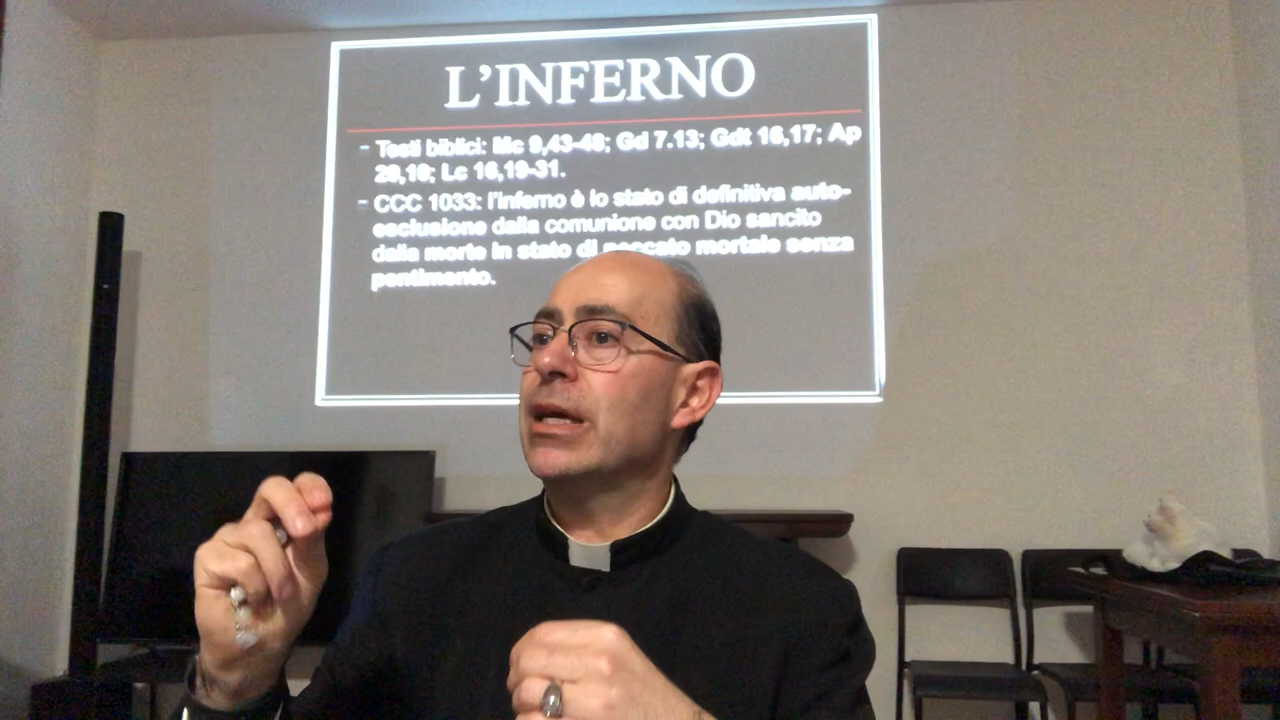 L'INFERNO
- Testi biblici: Mc 9,43-48; Gd 7.13; Gdt 16,17; Ap
20,10; Lc 16,19-31.
- CCC 1033: l'inferno è lo stato di definitiva auto-
esclusione dalla comunione con Dio sancito
dalla morte in stato di peccato mortale senza
pentimento.